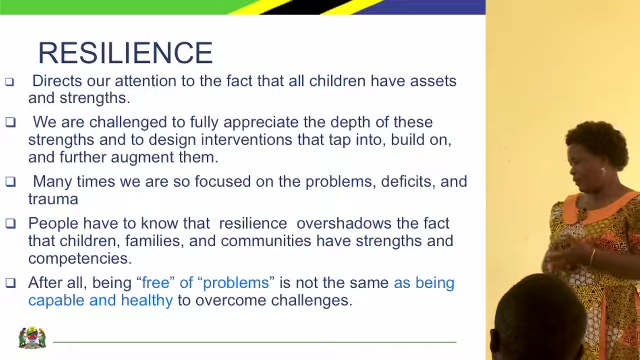 RESILIENCE
Directs our attention to the fact that all children have assets
and strengths.
We are challenged to fully appreciate the depth of these
strengths and to design interventions that tap into, build on,
and further augment them.
Many times we are so focused on the problems, deficits, and
trauma
People have to know that resilience overshadows the fact
that children, families, and communities have strengths and
competencies.
After all, being “free” of “problems” is not the same as being
capable and healthy to overcome challenges.